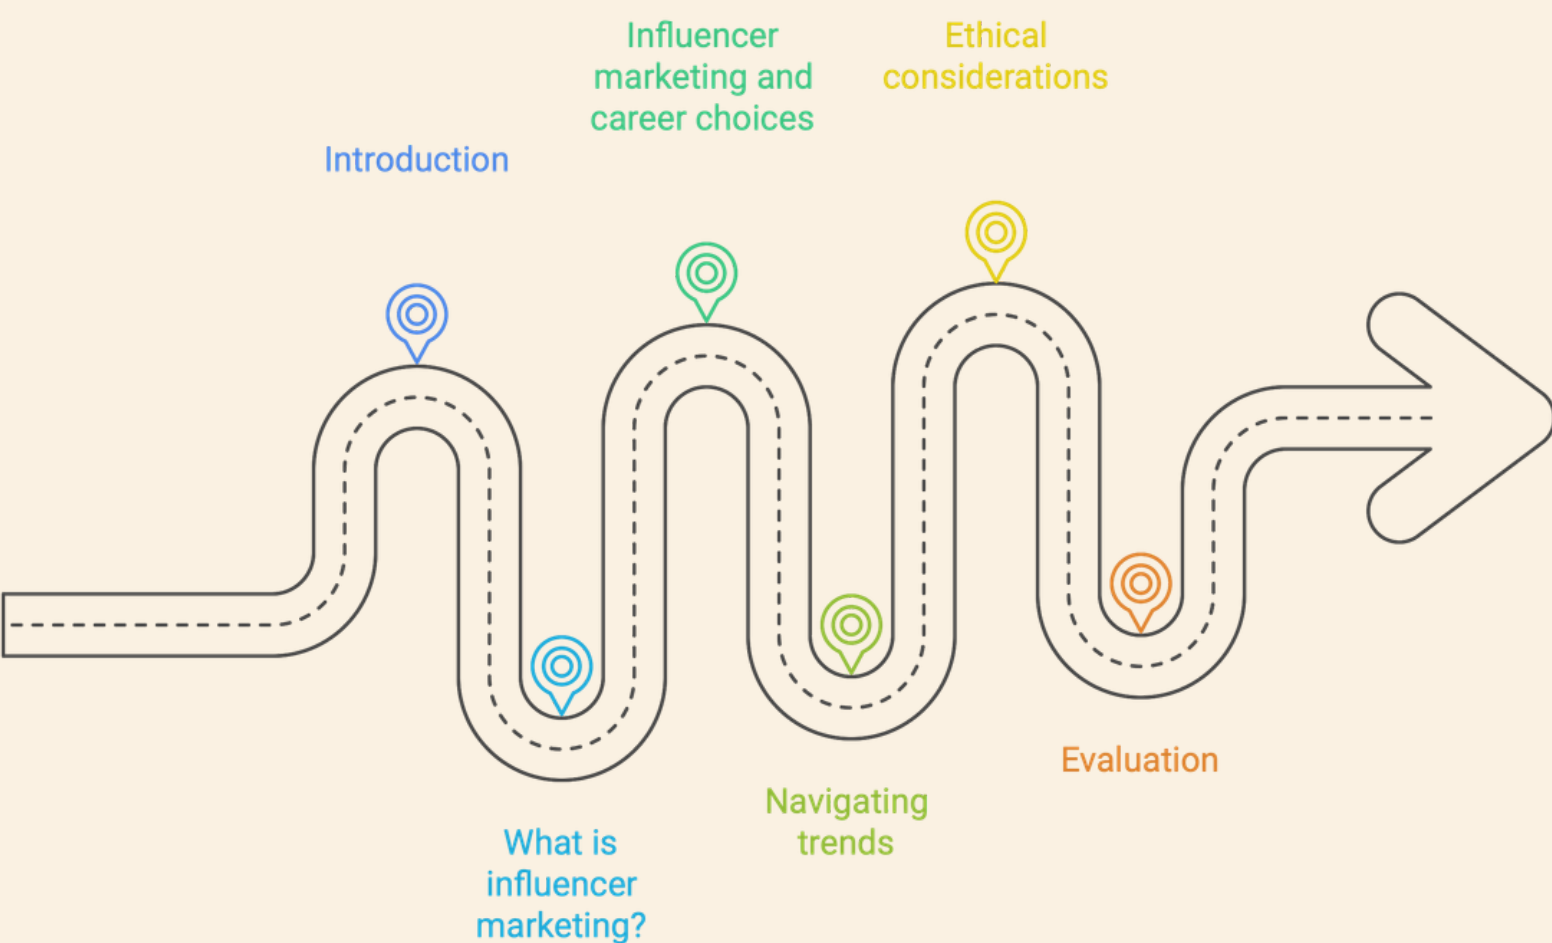 Introduction
What is
influencer
marketing?
Influencer
marketing and
career choices
Navigating
trends
Ethical
considerations
Evaluation